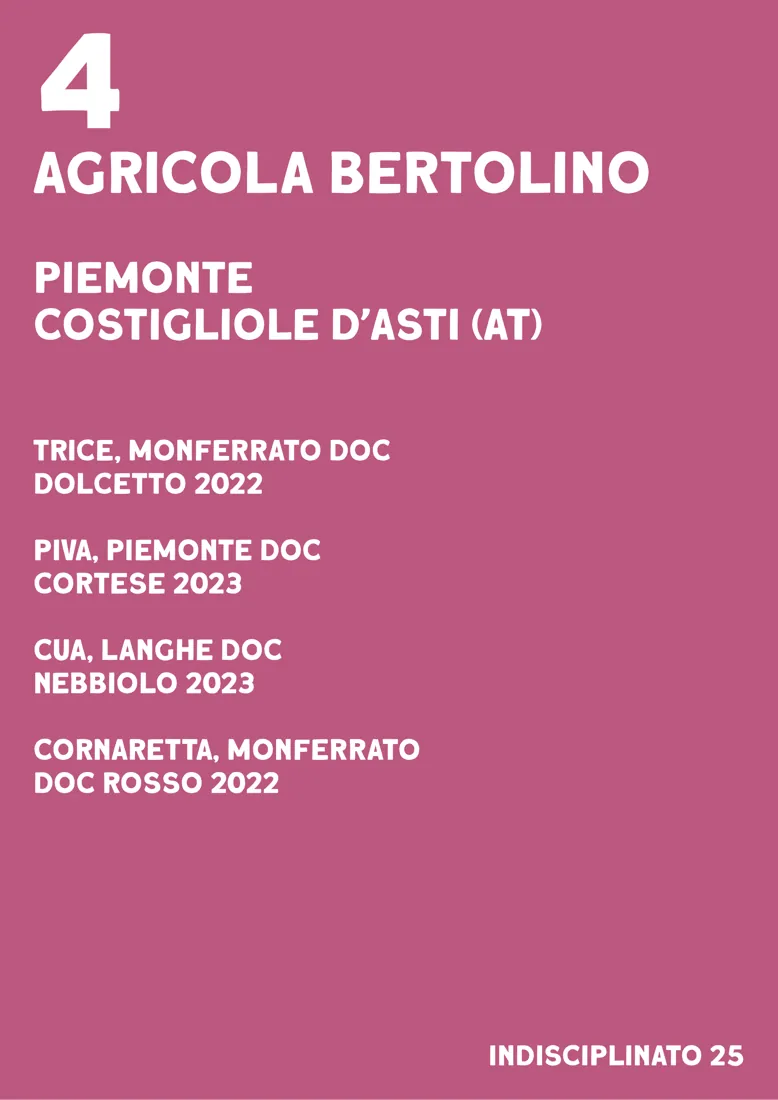 4
AGRICOLA BERTOLINO
PIEMONTE
COSTIGLIOLE D'ASTI (AT)
TRICE, MONFERRATO DOC
DOLCETTO 2022
PIVA, PIEMONTE DOC
CORTESE 2023
CUA, LANGHE DOC
NEBBIOLO 2023
CORNARETTA, MONFERRATO
DOC ROSSO 2022
INDISCIPLINATO 25